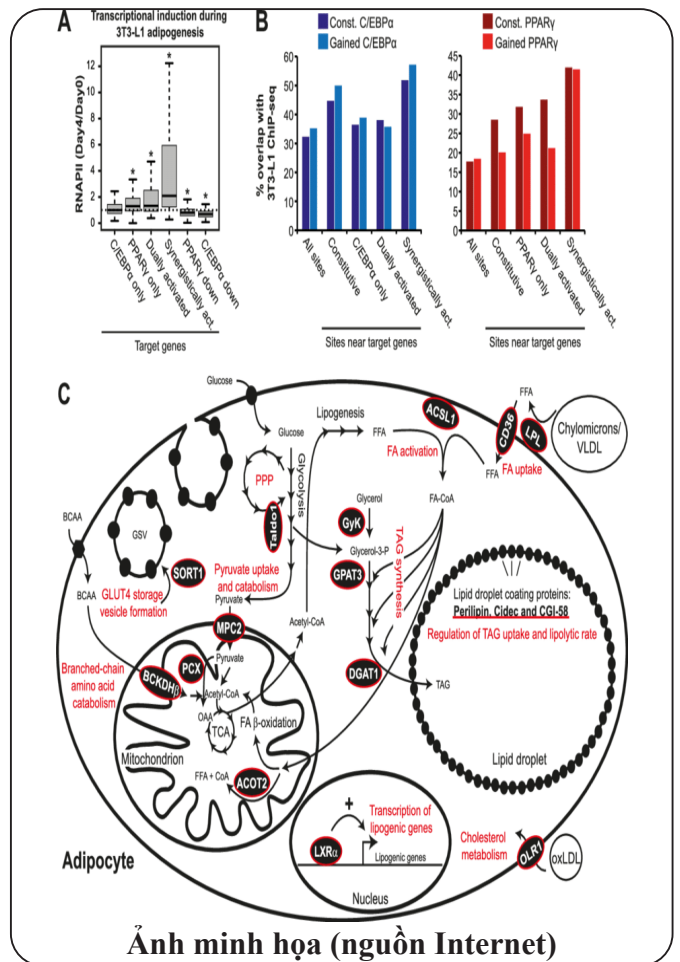 A
Transcriptional induction during
3T3-L1 adipogenesis
RNAPII (Day4/Day0)
12
10
8
6
4
2
0
*
*
*
*
*
C/EBPα only
PPARγ only
Dually activated
Synergistically act.
PPARγ down
C/EBPα down
Target genes
B
Const. C/EBPα
Gained C/EBPα
% overlap with
3T3-L1 ChIP-seq
60
50
40
30
20
10
0
All sites
Constitutive
C/EBPα only
Dually activated
Synergistically act.
Sites near target genes
Const. PPARγ
Gained PPARγ
45
40
35
30
25
20
15
10
5
0
All sites
Constitutive
PPARγ only
Dually activated
Synergistically act.
Sites near target genes
C
Glucose
Glucose
Lipogenesis
FFA
ACSL1
FA activation
CD36
LPL
FFA
FFA
FA uptake
Chylomicrons/
VLDL
PPP
Glycolysis
Taldo1
FA-CoA
Glycerol
GyK
Glycerol-3-P
GPAT3
TAG synthesis
DGAT1
TAG
BCAA
BCAA
GSV
SORT1
GLUT4 storage
vesicle formation
Pyruvate uptake
and catabolism
Pyruvate
MPC2
Acetyl-CoA
Lipid droplet coating proteins:
Perilipin, Cidec and CGI-58
Regulation of TAG uptake and lipolytic rate
Lipid droplet
Branched-chain
amino acid
catabolism
BCKDHβ
PCX
Pyruvate
Acetyl-CoA
OAA
TCA
FA β-oxidation
Mitochondrion
FFA + CoA
ACOT2
+
Transcription of
lipogenic genes
LXRα
Lipogenic genes
Nucleus
Cholesterol
metabolism
OLR1
oxLDL
Adipocyte
Ảnh minh họa (nguồn Internet)